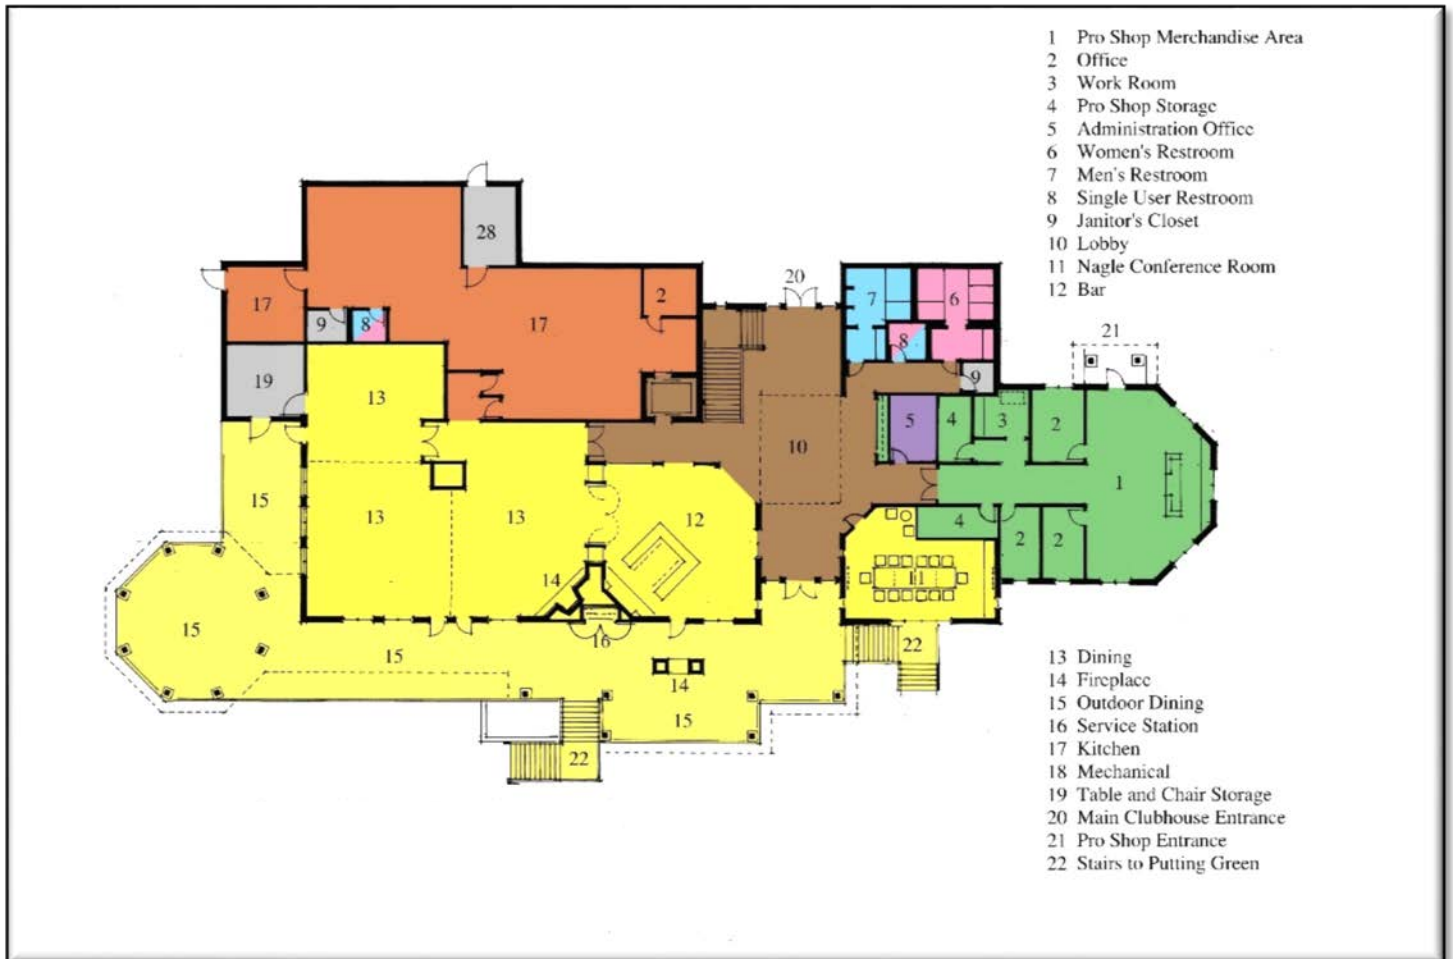 1 Pro Shop Merchandise Area
2 Office
3 Work Room
4 Pro Shop Storage
5 Administration Office
6 Women's Restroom
7 Men's Restroom
8 Single User Restroom
9 Janitor's Closet
10 Lobby
11 Nagle Conference Room
12 Bar
28
20
17
9
8
17
2
7
6
8
21
19
13
9
5
4
3
2
10
1
15
13
13
12
4
2
2
14
11
15
16
15
22
14
15
22
13 Dining
14 Fireplace
15 Outdoor Dining
16 Service Station
17 Kitchen
18 Mechanical
19 Table and Chair Storage
20 Main Clubhouse Entrance
21 Pro Shop Entrance
22 Stairs to Putting Green